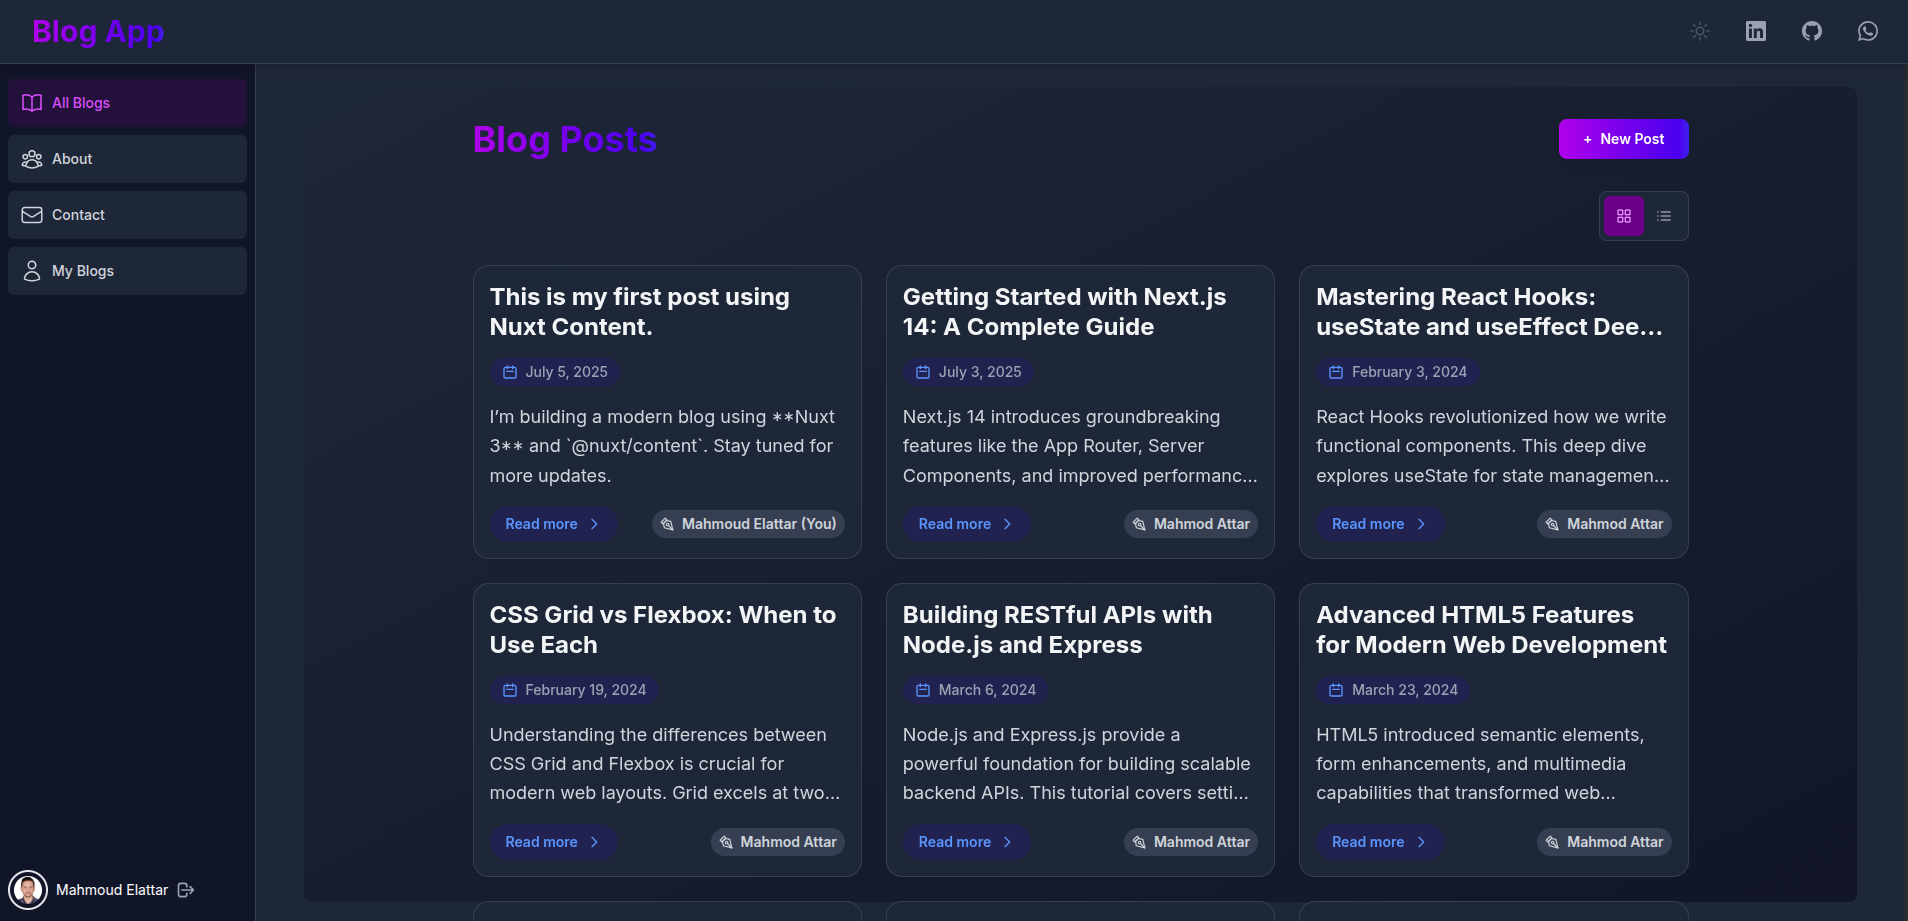 Blog App
All Blogs
About
Contact
My Blogs
Mahmoud Elattar
Blog Posts
+ New Post
This is my first post using
Nuxt Content.
July 5, 2025
I’m building a modern blog using **Nuxt
3** and `@nuxt/content`. Stay tuned for
more updates.
Read more
Mahmoud Elattar (You)
Getting Started with Next.js
14: A Complete Guide
July 3, 2025
Next.js 14 introduces groundbreaking
features like the App Router, Server
Components, and improved performanc...
Read more
Mahmod Attar
Mastering React Hooks:
useState and useEffect Dee...
February 3, 2024
React Hooks revolutionized how we write
functional components. This deep dive
explores useState for state managemen...
Read more
Mahmod Attar
CSS Grid vs Flexbox: When to
Use Each
February 19, 2024
Understanding the differences between
CSS Grid and Flexbox is crucial for
modern web layouts. Grid excels at two...
Read more
Mahmod Attar
Building RESTful APIs with
Node.js and Express
March 6, 2024
Node.js and Express.js provide a
powerful foundation for building scalable
backend APIs. This tutorial covers setti...
Read more
Mahmod Attar
Advanced HTML5 Features
for Modern Web Development
March 23, 2024
HTML5 introduced semantic elements,
form enhancements, and multimedia
capabilities that transformed web...
Read more
Mahmod Attar